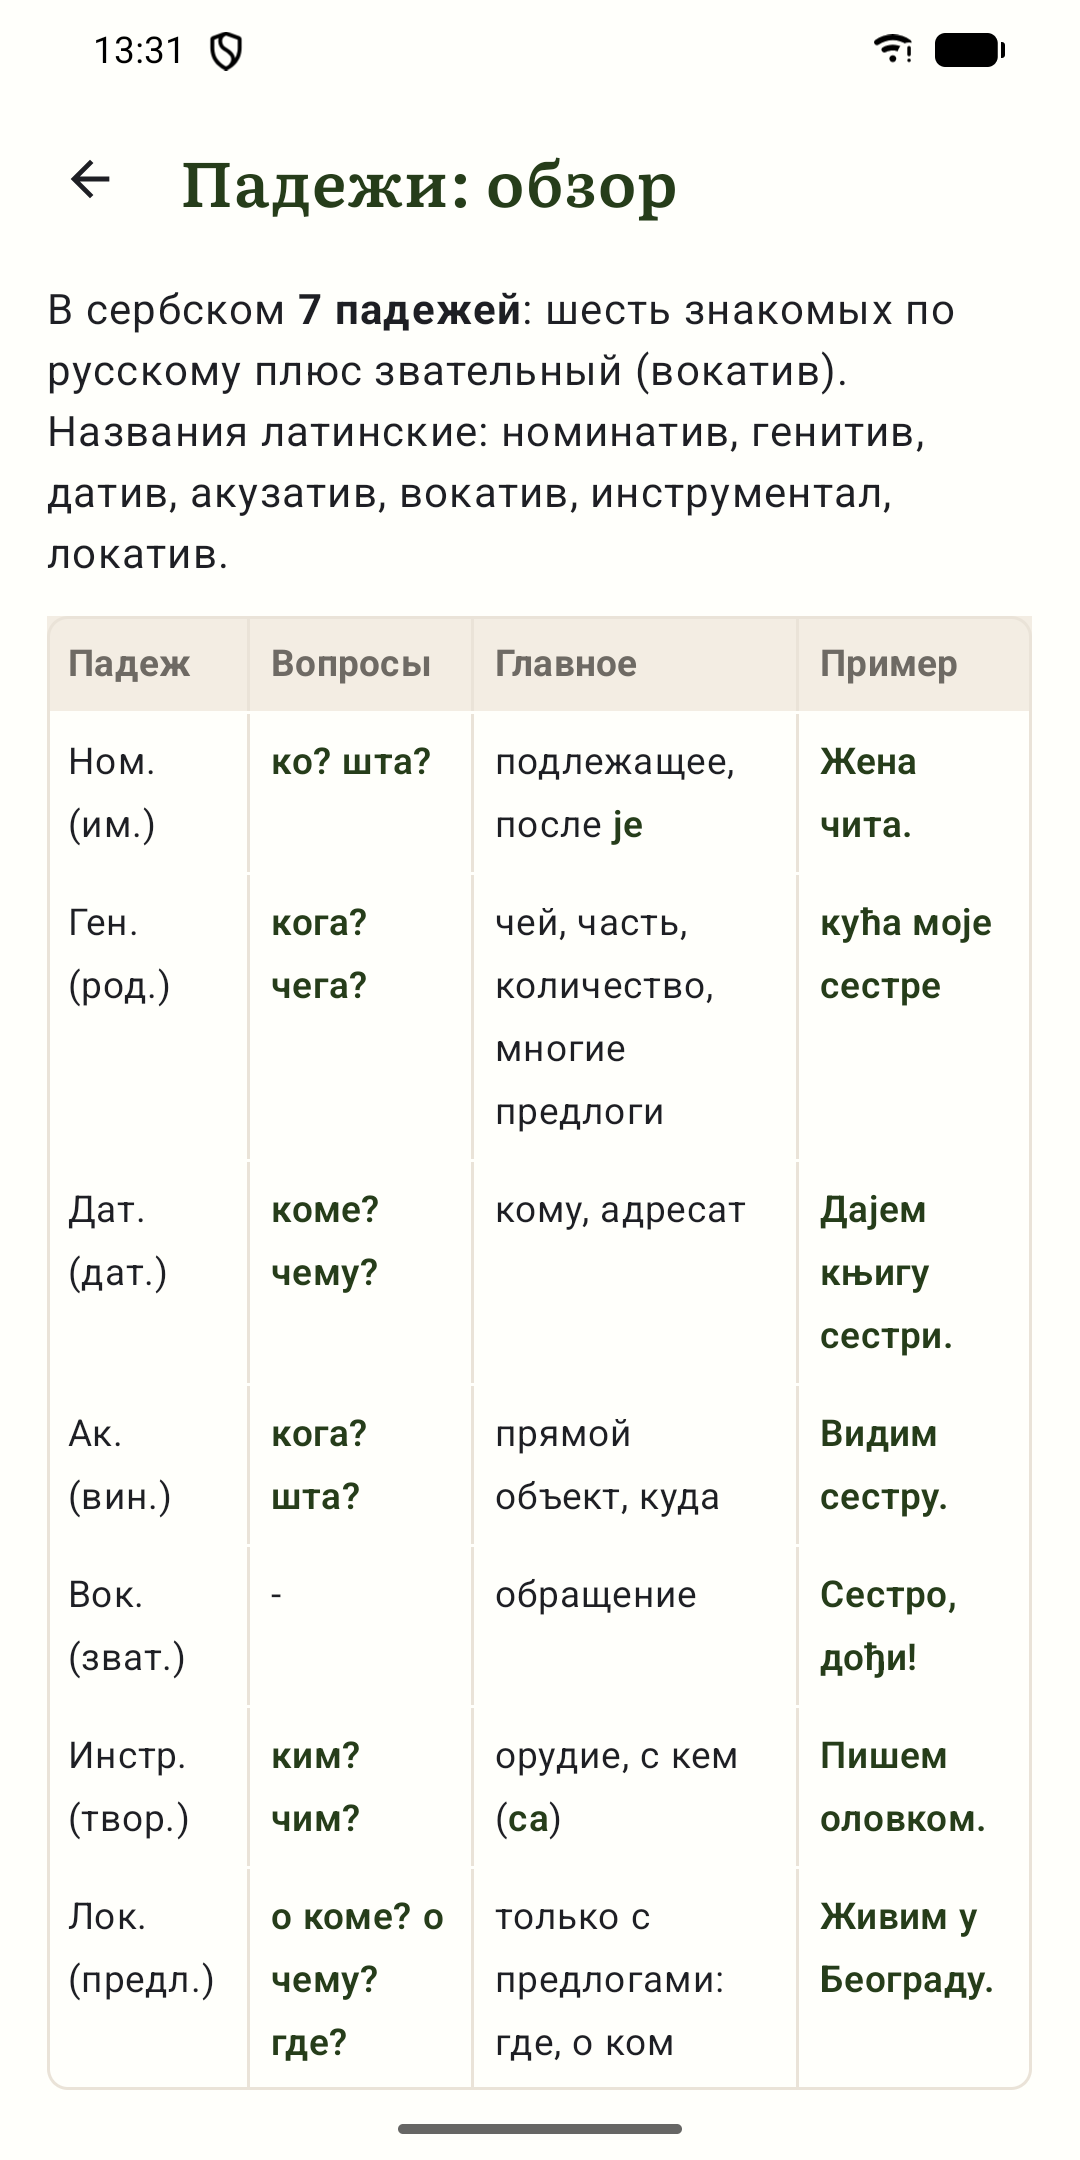 13:31
Падежи: обзор
В сербском 7 падежей: шесть знакомых по
русскому плюс звательный (вокатив).
Названия латинские: номинатив, генитив,
датив, акузатив, вокатив, инструментал,
локатив.
Падеж Вопросы Главное Пример
Ном. ко? шта? подлежащее, Жена
(им.) после је чита.
Ген. кога? чей, часть, кућа моје
(род.) чега? количество, сестре
многие
предлоги
Дат. коме? кому, адресат Дајем
(дат.) чему? књигу
сестри.
Ак. кога? прямой Видим
(вин.) шта? объект, куда сестру.
Вок. - обращение Сестро,
(зват.) дођи!
Инстр. ким? орудие, с кем Пишем
(твор.) чим? (са) оловком.
Лок. о коме? о только с Живим у
(предл.) чему? предлогами: Београду.
где? где, о ком